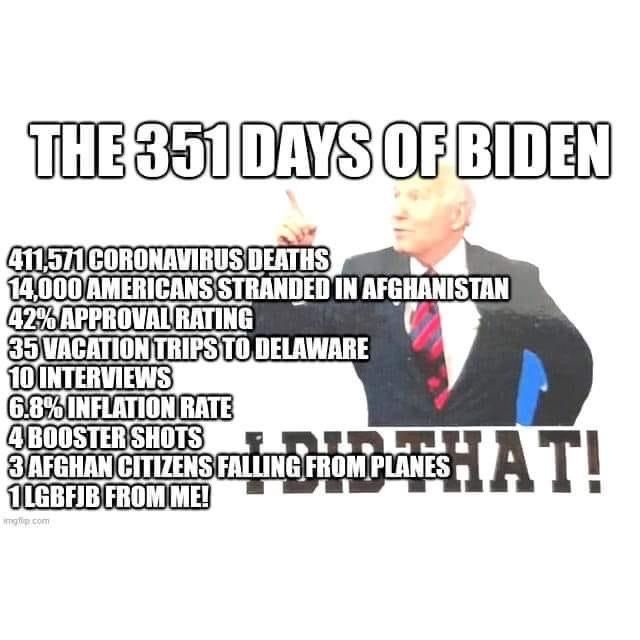 THE 351 DAYS OF BIDEN
411,571 CORONAVIRUS DEATHS
14,000 AMERICANS STRANDED IN AFGHANISTAN
42% APPROVAL RATING
35 VACATION TRIPS TO DELAWARE
10 INTERVIEWS
6.8% INFLATION RATE
4 BOOSTER SHOTS
I DID THAT!
3 AFGHAN CITIZENS FALLING FROM PLANES
1 LGBFJB FROM ME!
imgflip.com